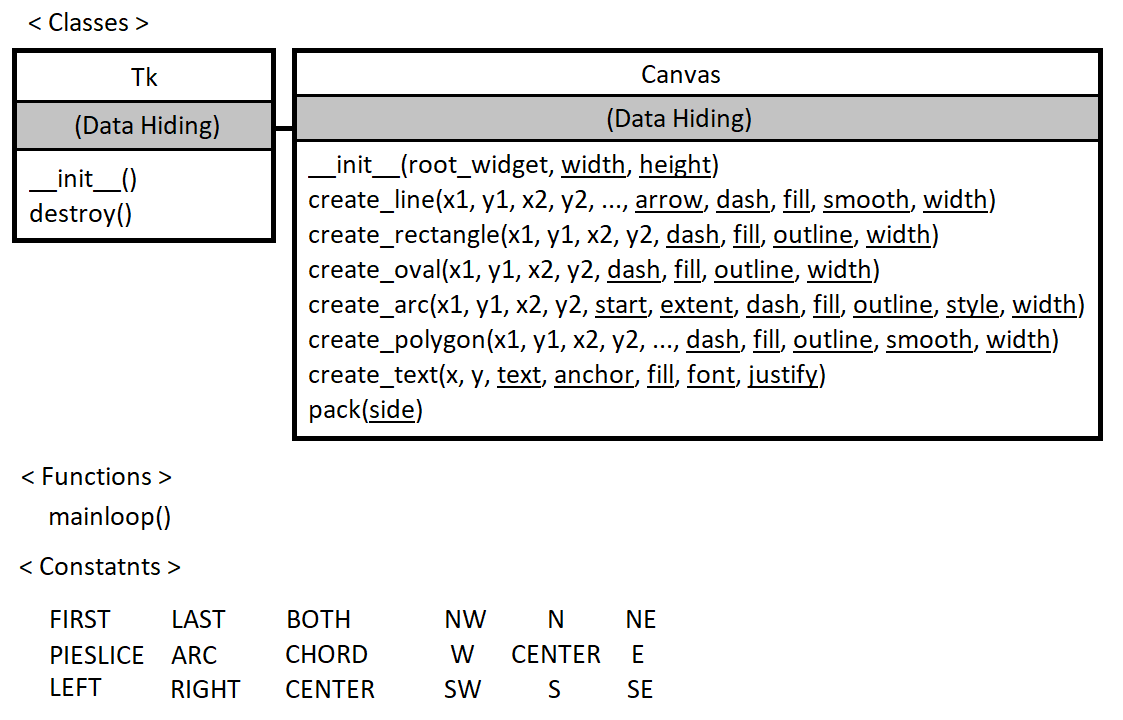 < Classes >
Tk
(Data Hiding)
__init__()
destroy()
Canvas
(Data Hiding)
__init__(root_widget, width, height)
create_line(x1, y1, x2, y2, ..., arrow, dash, fill, smooth, width)
create_rectangle(x1, y1, x2, y2, dash, fill, outline, width)
create_oval(x1, y1, x2, y2, dash, fill, outline, width)
create_arc(x1, y1, x2, y2, start, extent, dash, fill, outline, style, width)
create_polygon(x1, y1, x2, y2, ..., dash, fill, outline, smooth, width)
create_text(x, y, text, anchor, fill, font, justify)
pack(side)
< Functions >
mainloop()
< Constatnts >
FIRST LAST BOTH NW N NE
PIESLICE ARC CHORD W CENTER E
LEFT RIGHT CENTER SW S SE